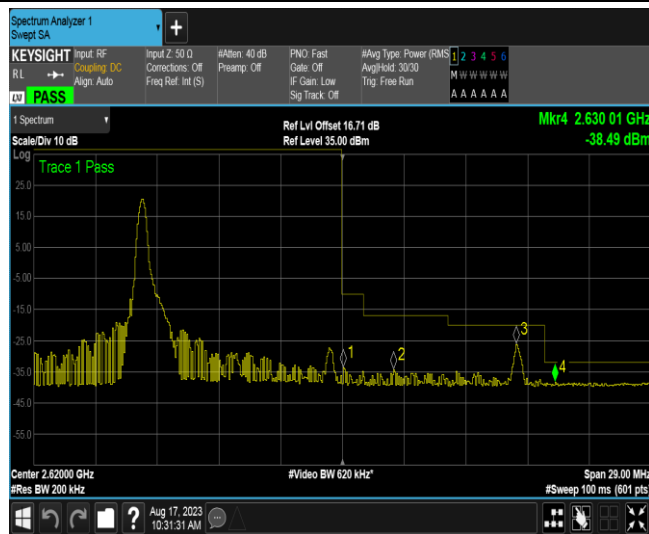 Spectrum Analyzer 1
Swept SA
+
KEYSIGHT
RL
LXI PASS
Input: RF
Coupling: DC
Align: Auto
Input Z: 50 Ω
Corrections: Off
Freq Ref: Int (S)
#Atten: 40 dB
Preamp: Off
PNO: Fast
Gate: Off
IF Gain: Low
Sig Track: Off
#Avg Type: Power (RMS
Avg|Hold: 30/30
Trig: Free Run
1 2 3 4 5 6
M W W W W W
A A A A A A
1 Spectrum
Scale/Div 10 dB
Ref Lvl Offset 16.71 dB
Ref Level 35.00 dBm
Mkr4 2.630 01 GHz
-38.49 dBm
Log
Trace 1 Pass
25.0
15.0
5.00
-5.00
-15.0
-25.0
-35.0
-45.0
-55.0
1
2
3
4
Center 2.62000 GHz
#Res BW 200 kHz
#Video BW 620 kHz*
Span 29.00 MHz
#Sweep 100 ms (601 pts)
?
Aug 17, 2023
10:31:31 AM